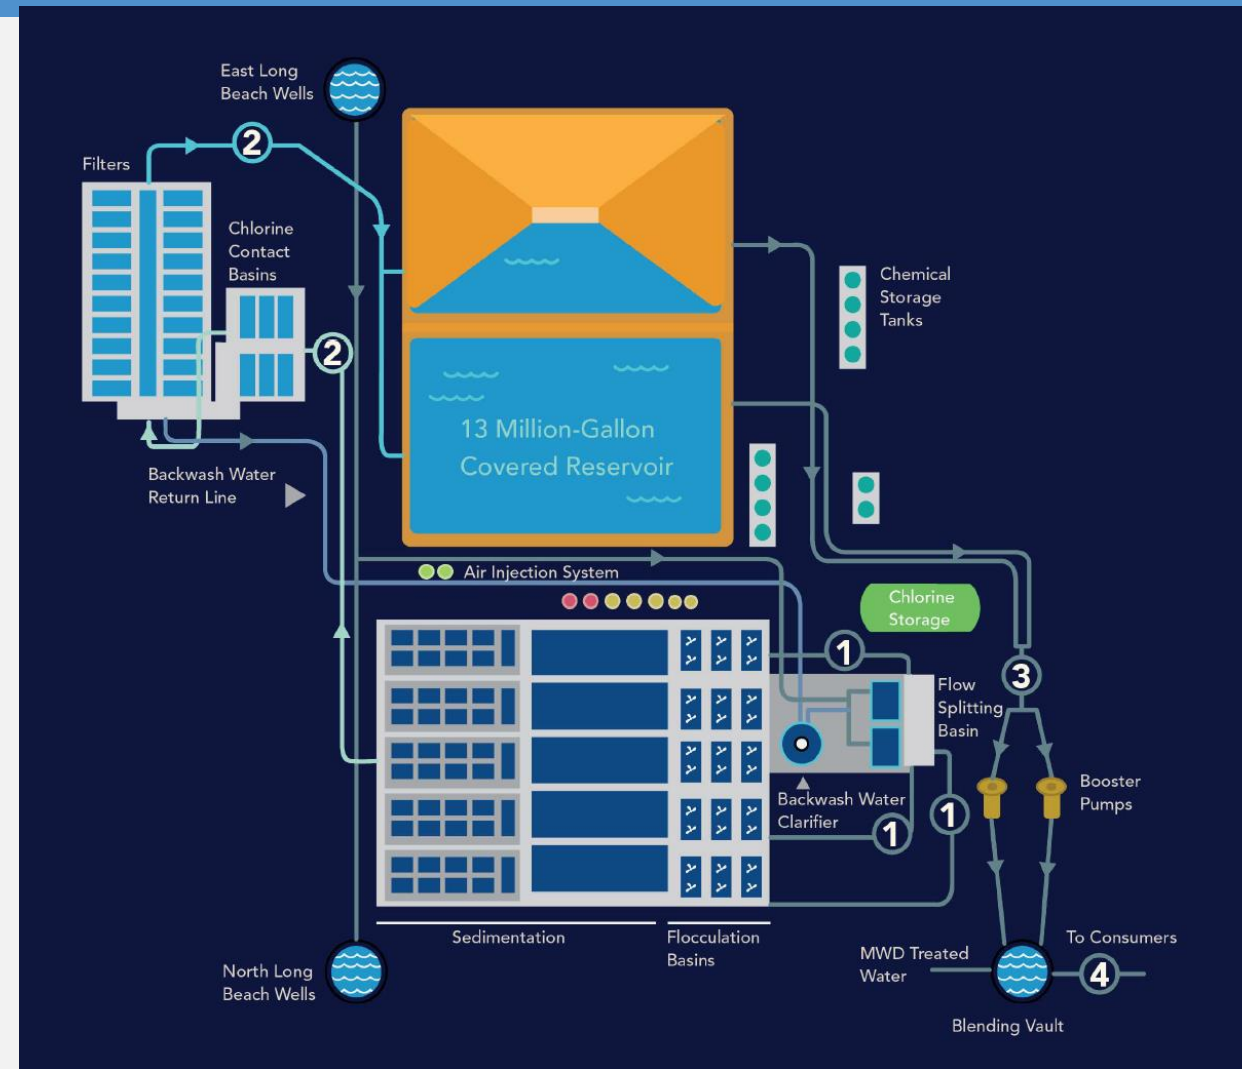 East Long
Beach Wells
2
Filters
Chlorine
Contact
Basins
2
Chemical
Storage
Tanks
13 Million-Gallon
Covered Reservoir
Backwash Water
Return Line
Air Injection System
Chlorine
Storage
1
3
Flow
Splitting
Basin
Backwash Water
Clarifier
1
1
Booster
Pumps
Sedimentation
Flocculation
Basins
North Long
Beach Wells
MWD Treated
Water
To Consumers
4
Blending Vault